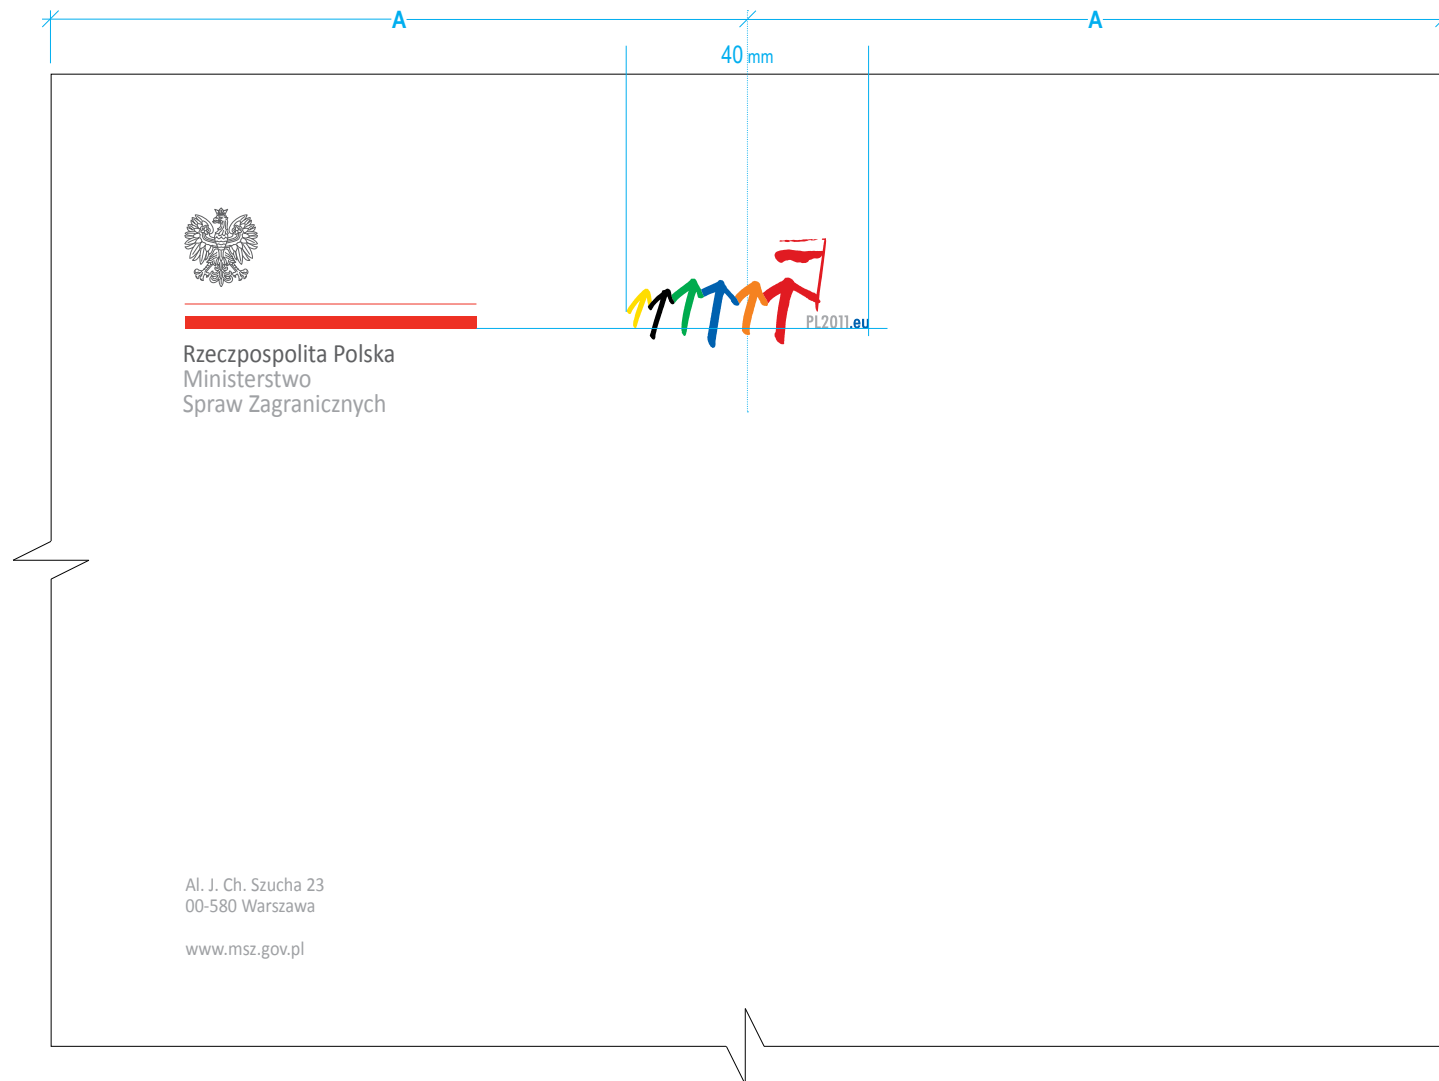 A
A
40 mm
PL2011.eu
Rzeczpospolita Polska
Ministerstwo
Spraw Zagranicznych
Al. J. Ch. Szucha 23
00-580 Warszawa
www.msz.gov.pl